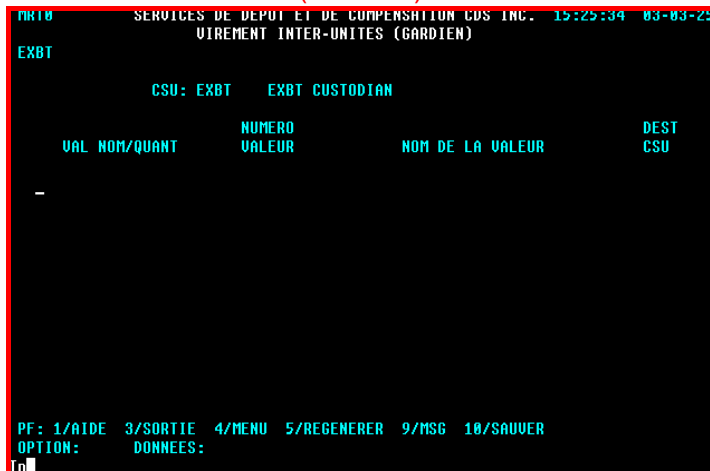 MRT0 SERVICES DE DEPOT ET DE COMPENSATION CDS INC. 15:25:34 03-03-25
VIREMENT INTER-UNITES (GARDIEN)
EXBT
CSU: EXBT EXBT CUSTODIAN
NUMERO DEST
VAL NOM/QUANT VALEUR NOM DE LA VALEUR CSU
PF: 1/AIDE 3/SORTIE 4/MENU 5/REGENERER 9/MSG 10/SAUVER
OPTION: DONNEES: